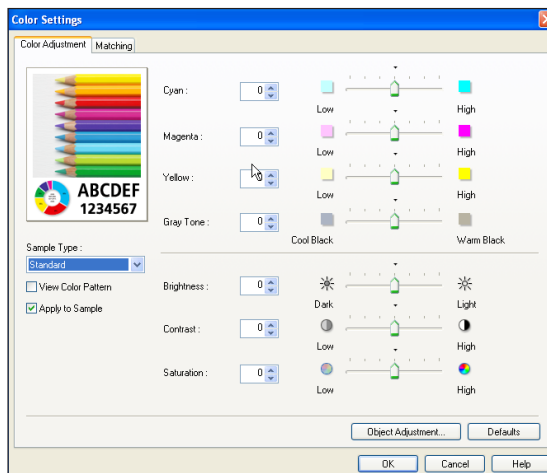 Color Settings
Color Adjustment Matching
ABCDEF
1234567
Sample Type :
Standard
View Color Pattern
Apply to Sample
Cyan : 0
Low High
Magenta : 0
Low High
Yellow : 0
Low High
Gray Tone : 0
Cool Black Warm Black
Brightness : 0
Dark Light
Contrast : 0
Low High
Saturation : 0
Low High
Object Adjustment... Defaults
OK Cancel Help